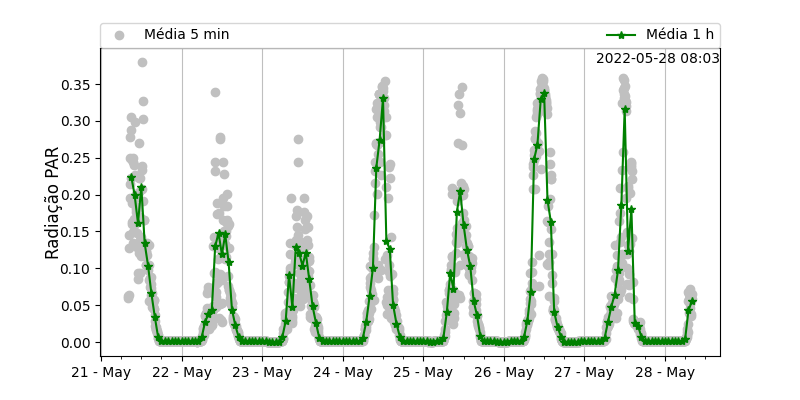 Média 5 min
Média 1 h
2022-05-28 08:03
Radiação PAR
0.35
0.30
0.25
0.20
0.15
0.10
0.05
0.00
21 - May
22 - May
23 - May
24 - May
25 - May
26 - May
27 - May
28 - May